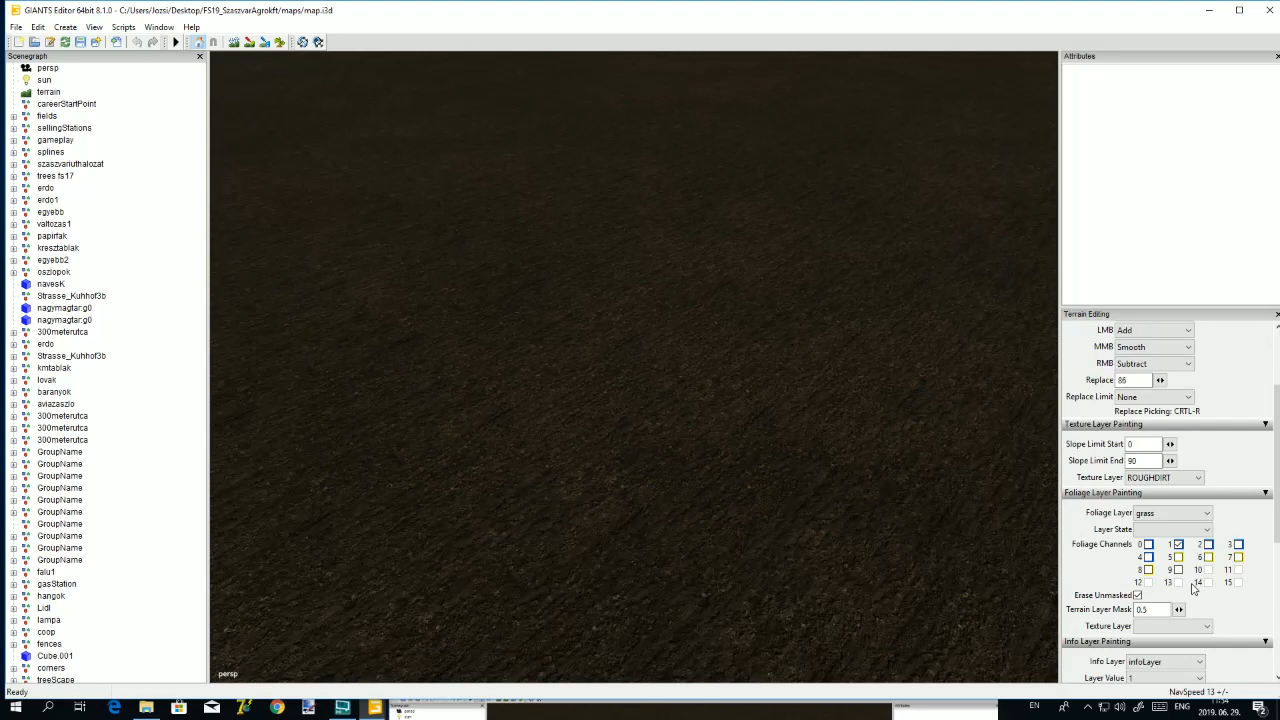 GIANTS Editor 64bit 8.1.0 - C:/Users/Jozsi/Desktop/FS19_SzaszvarAgrokft/maps/map.i3d
File Edit Create View Scripts Window Help
Scenegraph
persp
sun
terrain
careerStartPoint
fields
sellingStations
gameplay
splines
szaszvariuthalozat
trees fs17
erdo
erdo1
egyebb
valtozas1
papirfak
kresztablak
egyebb2
oszlopok
navesK
Strasse_Kuhhof3b
nagymagtar:g0
nagymagtar:g0
300meterutca
erdo
Strasse_Kuhhof3b
kmtablak
lovak
baranyok
aviazaszlo
300meterutca
300meterutca
300meterutca
GroupName
GroupName
GroupName
GroupName
GroupName
GroupName
GroupName
GroupName
GroupName
GroupName
falu1
gasStation
hangok
Lidl
lampa
coop
fences
Cube.001
corners
treeScape
persp
Attributes
Terrain Editing
LMB Add
MMB Smooth
RMB Subtract
Replace 86
Replace Limit None
Replace Picking: CRTL-R
Texture Layer Painting
Slope Limit Start 0
Slope Limit End 90
Texture Layer ROUGHDIRT
Foliage Layer Painting
Foliage Layer grass
Layer State
Foliage Channels 0 1 2 3
4 5 6 7
8 9 10 11
12 13 14 15
Erase Unmasked
Terrain Layer Mask 0,5
Texture Layer
Info Layer Painting
Info Layer infoLayer
Layer Value 1
Ready
NavSpeed 13 +/-
EN
11:54
2019. 06. 29.